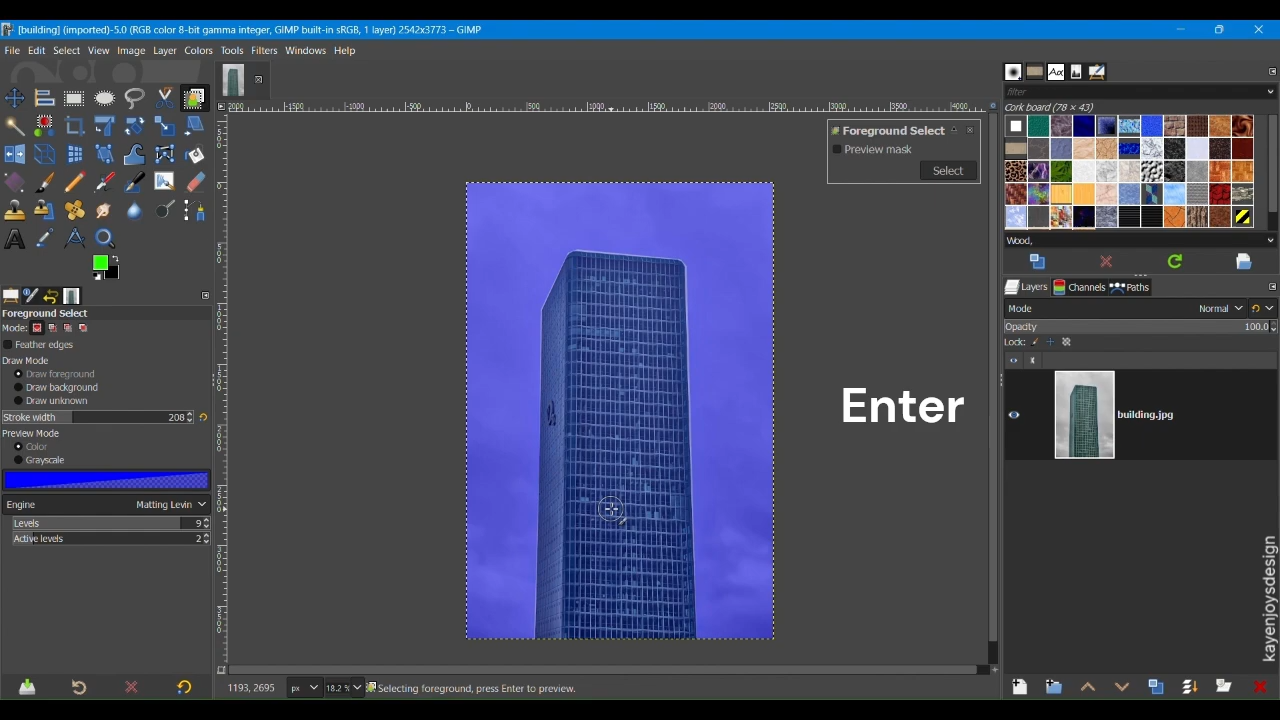 [building] (imported)-5.0 (RGB color 8-bit gamma integer, GIMP built-in sRGB, 1 layer) 2542x3773 – GIMP
File Edit Select View Image Layer Colors Tools Filters Windows Help
Foreground Select
Preview mask
Select
filter
Cork board (78 × 43)
Wood,
Layers Channels Paths
Mode Normal
Opacity 100.0
Lock:
building.jpg
Foreground Select
Mode:
Feather edges
Draw Mode
Draw foreground
Draw background
Draw unknown
Stroke width 208
Preview Mode
Color
Grayscale
Engine Matting Levin
Levels 9
Active levels 2
Enter
kayenjoysdesign
1193, 2695 px 18.2 % Selecting foreground, press Enter to preview.